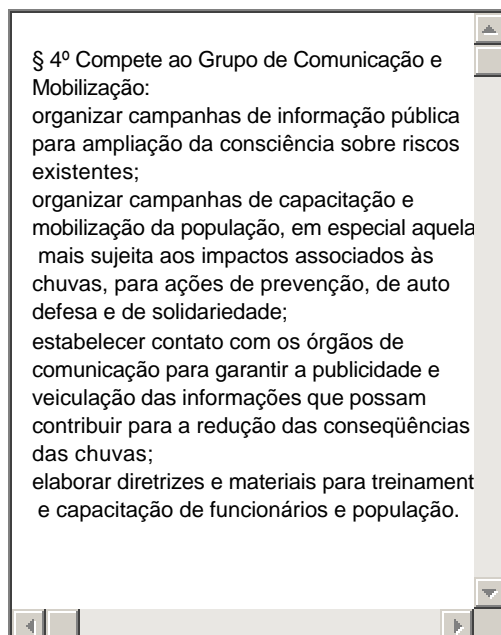 § 4º Compete ao Grupo de Comunicação e
Mobilização:
organizar campanhas de informação pública
para ampliação da consciência sobre riscos
existentes;
organizar campanhas de capacitação e
mobilização da população, em especial aquela
mais sujeita aos impactos associados às
chuvas, para ações de prevenção, de auto
defesa e de solidariedade;
estabelecer contato com os órgãos de
comunicação para garantir a publicidade e
veiculação das informações que possam
contribuir para a redução das conseqüências
das chuvas;
elaborar diretrizes e materiais para treinament
e capacitação de funcionários e população.